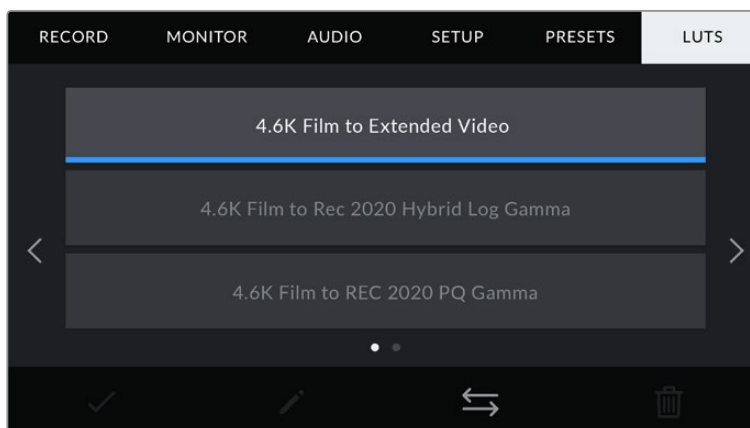 RECORD MONITOR AUDIO SETUP PRESETS LUTS
4.6K Film to Extended Video
4.6K Film to Rec 2020 Hybrid Log Gamma
4.6K Film to REC 2020 PQ Gamma